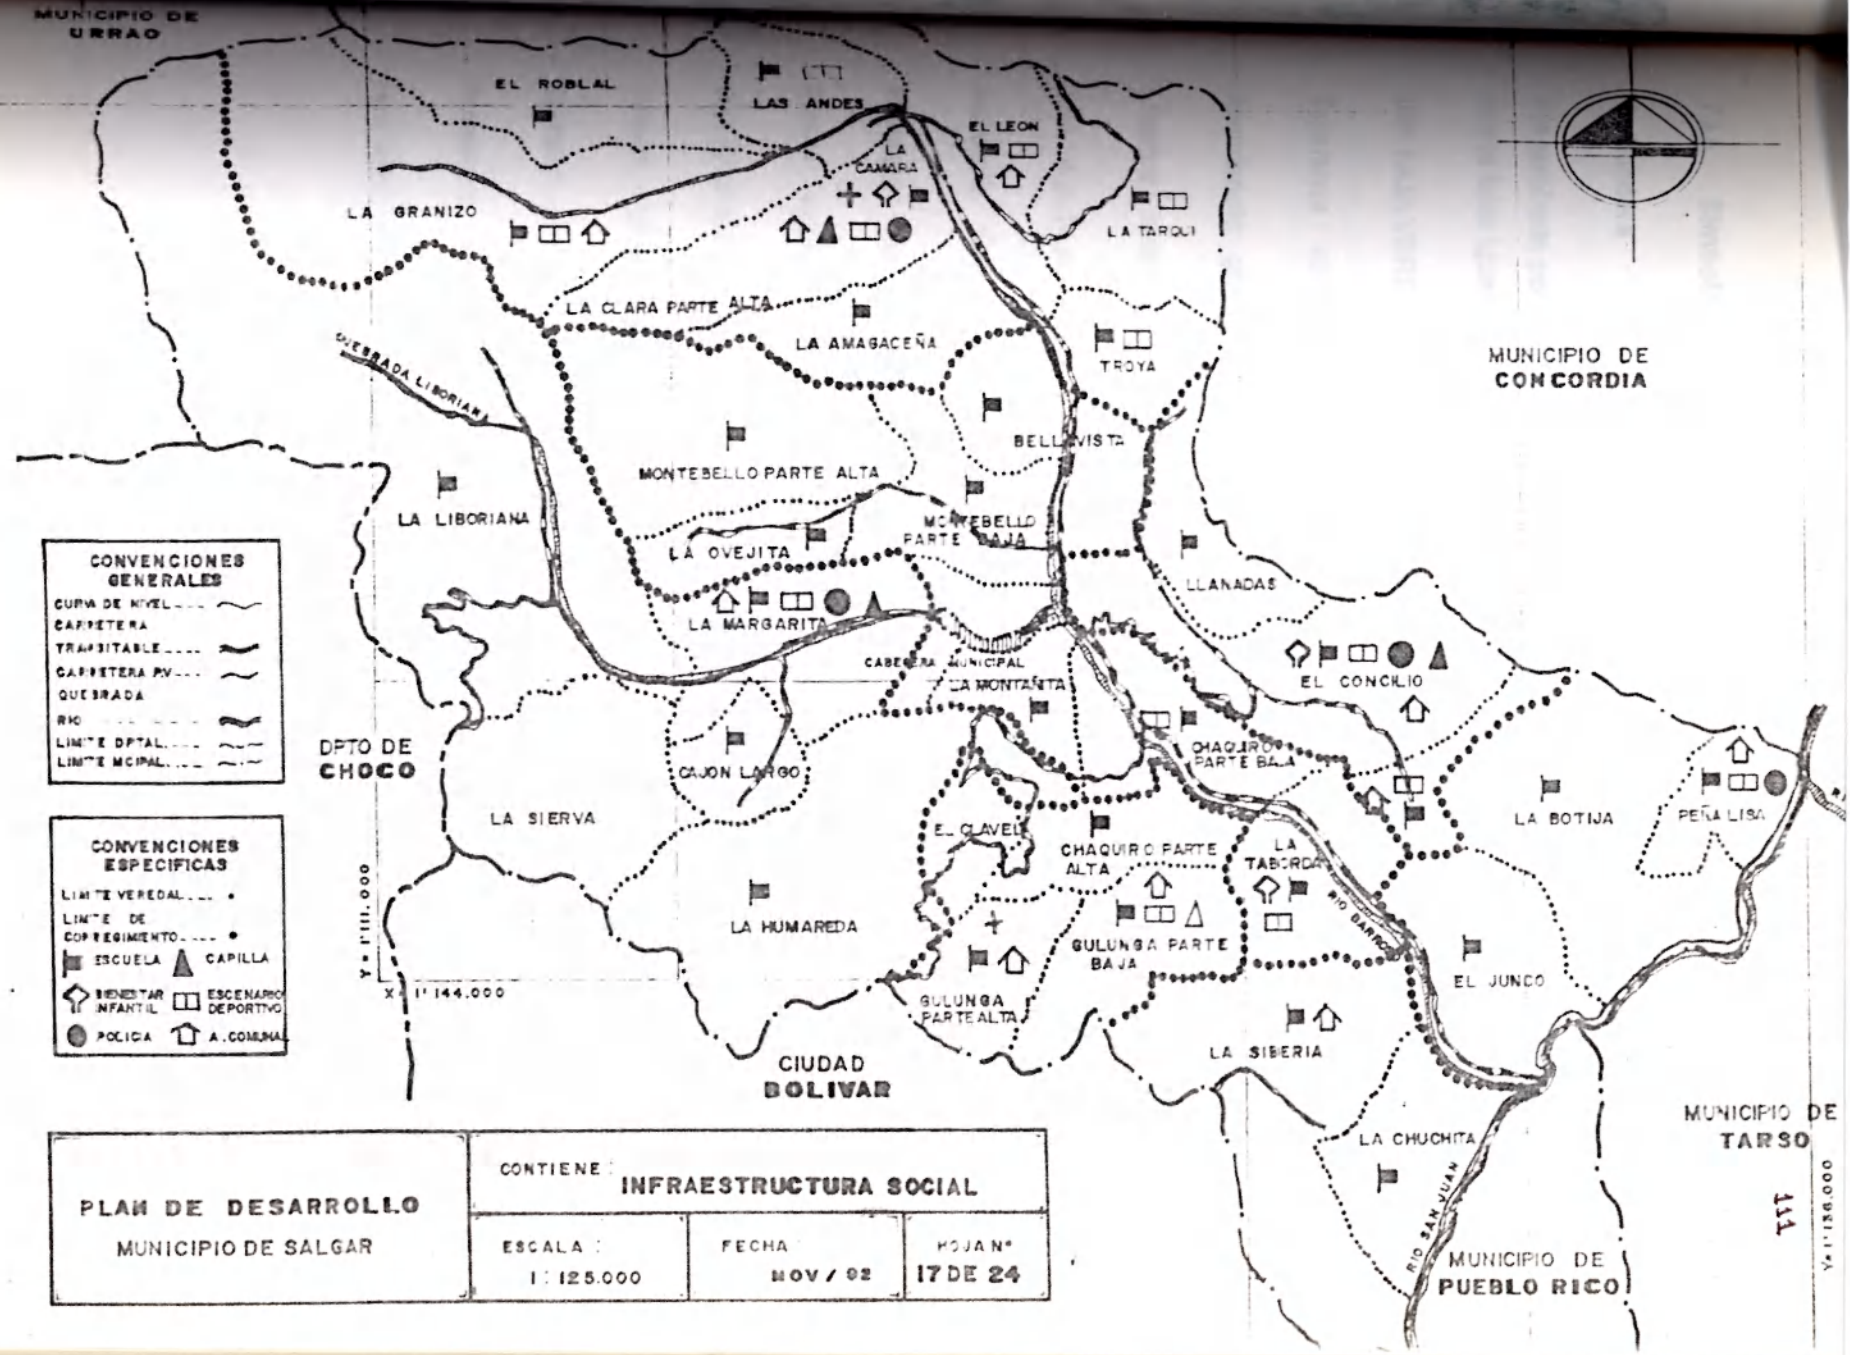 MUNICIPIO DE
URRAO
EL ROBLAL
LAS ANDES
EL LEON
LA
CAMARA
LA GRANIZO
LA TARQUI
LA CLARA PARTE ALTA
LA AMAGACEÑA
TROYA
MUNICIPIO DE
CONCORDIA
QUEBRADA LIBORIANA
BELLAVISTA
MONTEBELLO PARTE ALTA
LA LIBORIANA
MONTEBELLO
PARTE BAJA
LA OVEJITA
LLANADAS
LA MARGARITA
CABECERA MUNICIPAL
LA MONTAÑITA
EL CONCILIO
CHAQUIRO
PARTE BAJA
DPTO DE
CHOCO
CAJON LARGO
LA SIERVA
EL CLAVEL
CHAQUIRO PARTE
ALTA
LA
TABORDA
LA BOTIJA
PEÑA LISA
RIO BARROSO
LA HUMAREDA
GULUNGA PARTE
BAJA
EL JUNCO
GULUNGA
PARTE ALTA
LA SIBERIA
CIUDAD
BOLIVAR
LA CHUCHITA
RIO SAN JUAN
MUNICIPIO DE
TARSO
MUNICIPIO DE
PUEBLO RICO
111
Y=1'136.000
Y=1'111.000
X=1'144.000
CONVENCIONES
GENERALES
CURVA DE NIVEL
CARRETERA
TRANSITABLE
CARRETERA P.V
QUEBRADA
RIO
LIMITE DPTAL.
LIMITE MCIPAL.
CONVENCIONES
ESPECIFICAS
LIMITE VEREDAL
LIMITE DE
CORREGIMIENTO
ESCUELA CAPILLA
BIENESTAR INFANTIL ESCENARIO DEPORTIVO
POLICIA A. COMUNAL
PLAN DE DESARROLLO
MUNICIPIO DE SALGAR
CONTIENE:
INFRAESTRUCTURA SOCIAL
ESCALA:
1:125.000
FECHA
NOV/92
HOJA Nº
17 DE 24